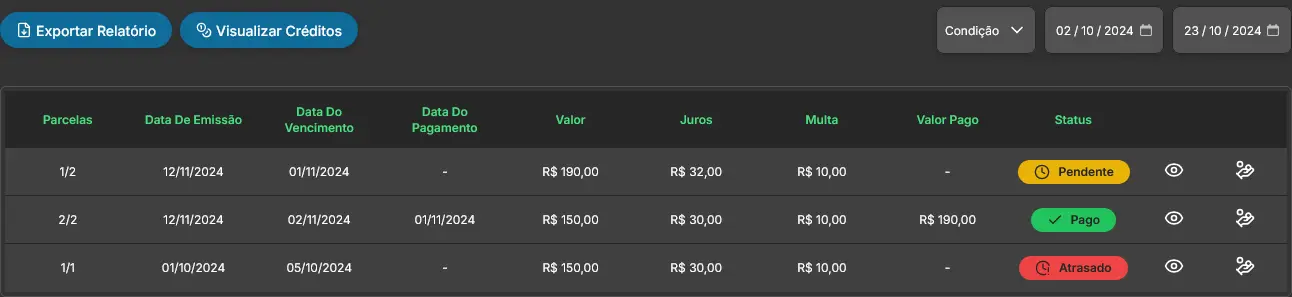 Exportar Relatório Visualizar Créditos Condição 02 / 10 / 2024 23 / 10 / 2024
Parcelas Data De Emissão Data Do Vencimento Data Do Pagamento Valor Juros Multa Valor Pago Status
1/2 12/11/2024 01/11/2024 - R$ 190,00 R$ 32,00 R$ 10,00 - Pendente
2/2 12/11/2024 02/11/2024 01/11/2024 R$ 150,00 R$ 30,00 R$ 10,00 R$ 190,00 Pago
1/1 01/10/2024 05/10/2024 - R$ 150,00 R$ 30,00 R$ 10,00 - Atrasado